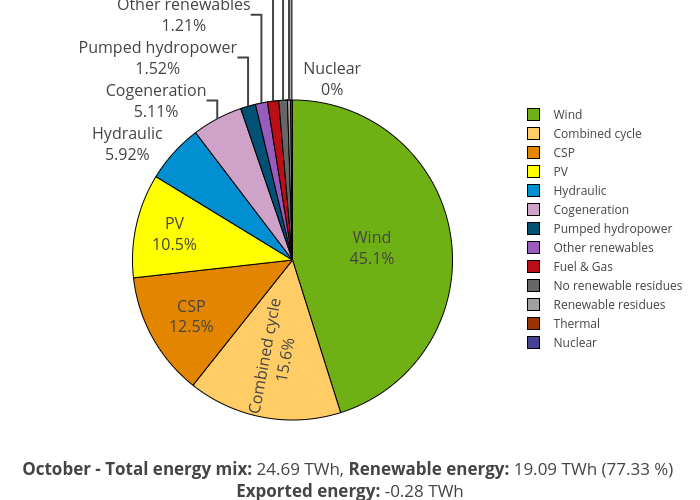 Other renewables
1.21%
Pumped hydropower
1.52%
Cogeneration
5.11%
Hydraulic
5.92%
Nuclear
0%
PV
10.5%
Wind
45.1%
CSP
12.5%
Combined cycle
15.6%
Wind
Combined cycle
CSP
PV
Hydraulic
Cogeneration
Pumped hydropower
Other renewables
Fuel & Gas
No renewable residues
Renewable residues
Thermal
Nuclear
October - Total energy mix: 24.69 TWh, Renewable energy: 19.09 TWh (77.33 %)
Exported energy: -0.28 TWh